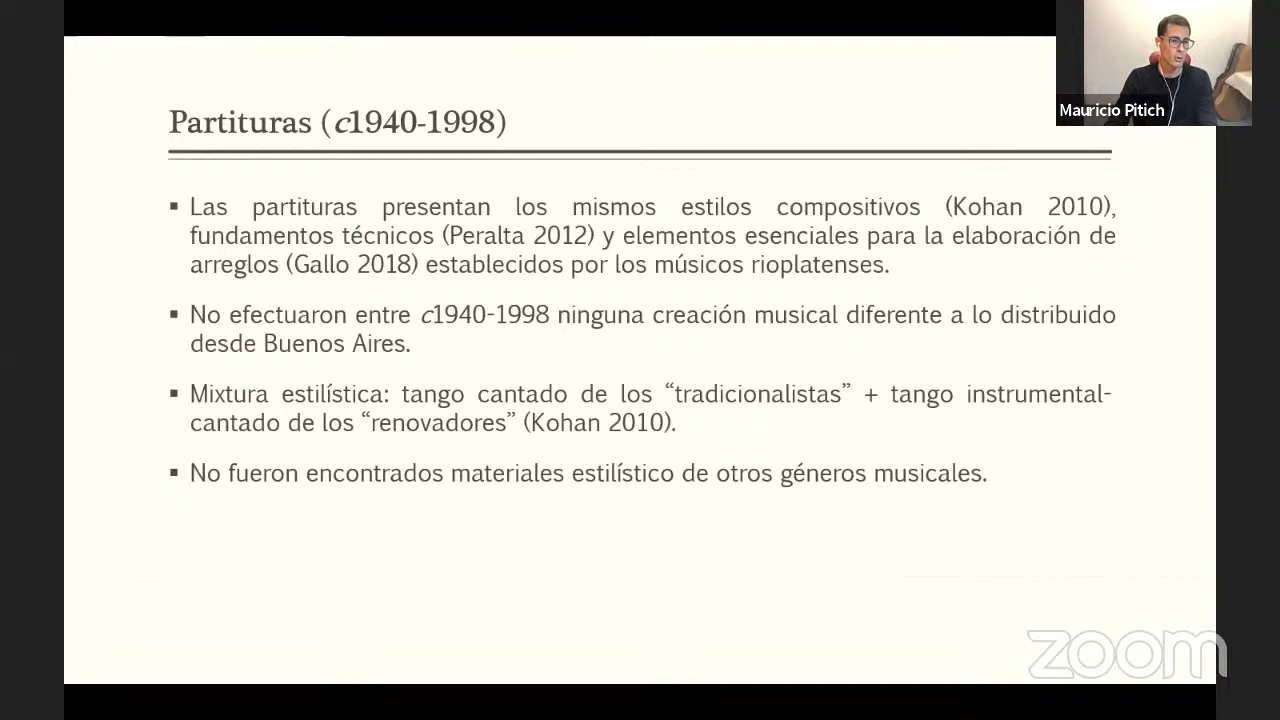 Mauricio Pitich
Partituras (c1940-1998)
▪ Las partituras presentan los mismos estilos compositivos (Kohan 2010),
fundamentos técnicos (Peralta 2012) y elementos esenciales para la elaboración de
arreglos (Gallo 2018) establecidos por los músicos rioplatenses.
▪ No efectuaron entre c1940-1998 ninguna creación musical diferente a lo distribuido
desde Buenos Aires.
▪ Mixtura estilística: tango cantado de los “tradicionalistas” + tango instrumental-
cantado de los “renovadores” (Kohan 2010).
▪ No fueron encontrados materiales estilístico de otros géneros musicales.
zoom